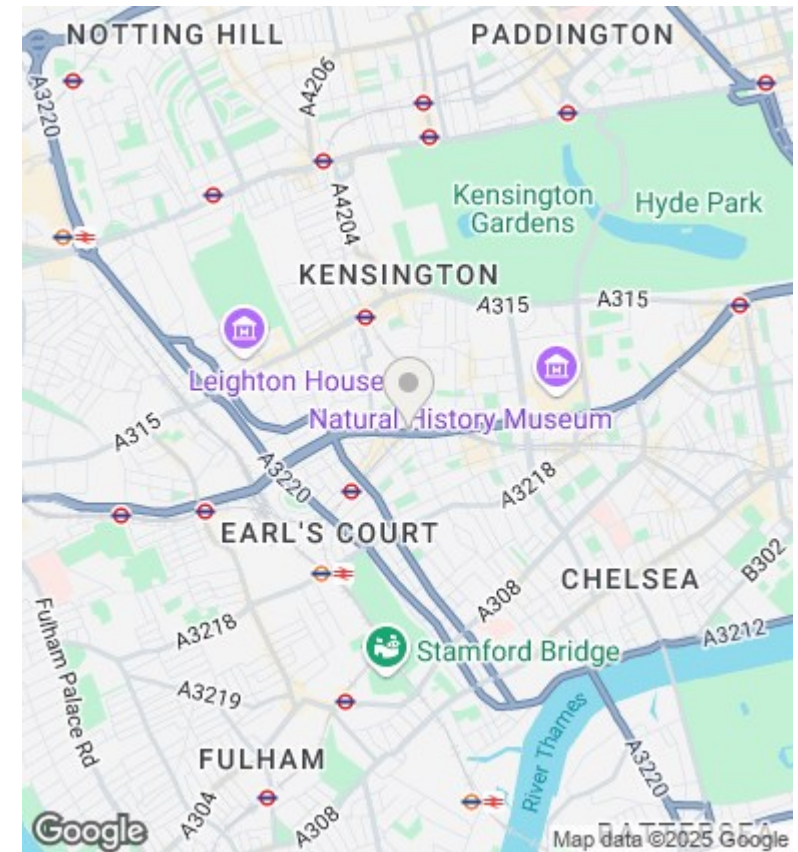 NOTTING HILL
PADDINGTON
A3220
A4206
A4204
Kensington
Gardens
Hyde Park
KENSINGTON
A315
A315
Leighton House
Natural History Museum
A315
A3220
A3218
EARL'S COURT
CHELSEA
B302
A308
A3218
A3212
Stamford Bridge
Fulham Palace Rd
A3219
River Thames
FULHAM
A3220
A304
A308
BATTERSEA
Google
Map data ©2025 Google